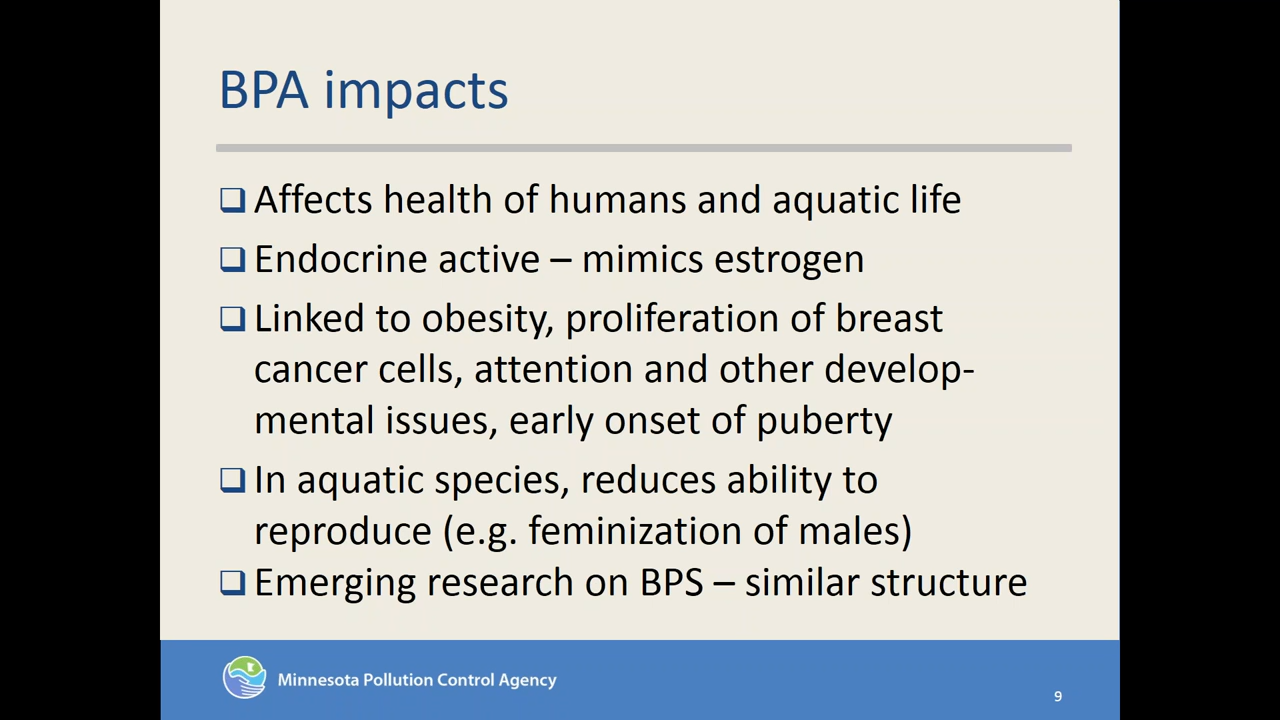 BPA impacts
❑ Affects health of humans and aquatic life
❑ Endocrine active – mimics estrogen
❑ Linked to obesity, proliferation of breast
cancer cells, attention and other develop-
mental issues, early onset of puberty
❑ In aquatic species, reduces ability to
reproduce (e.g. feminization of males)
❑ Emerging research on BPS – similar structure
Minnesota Pollution Control Agency
9